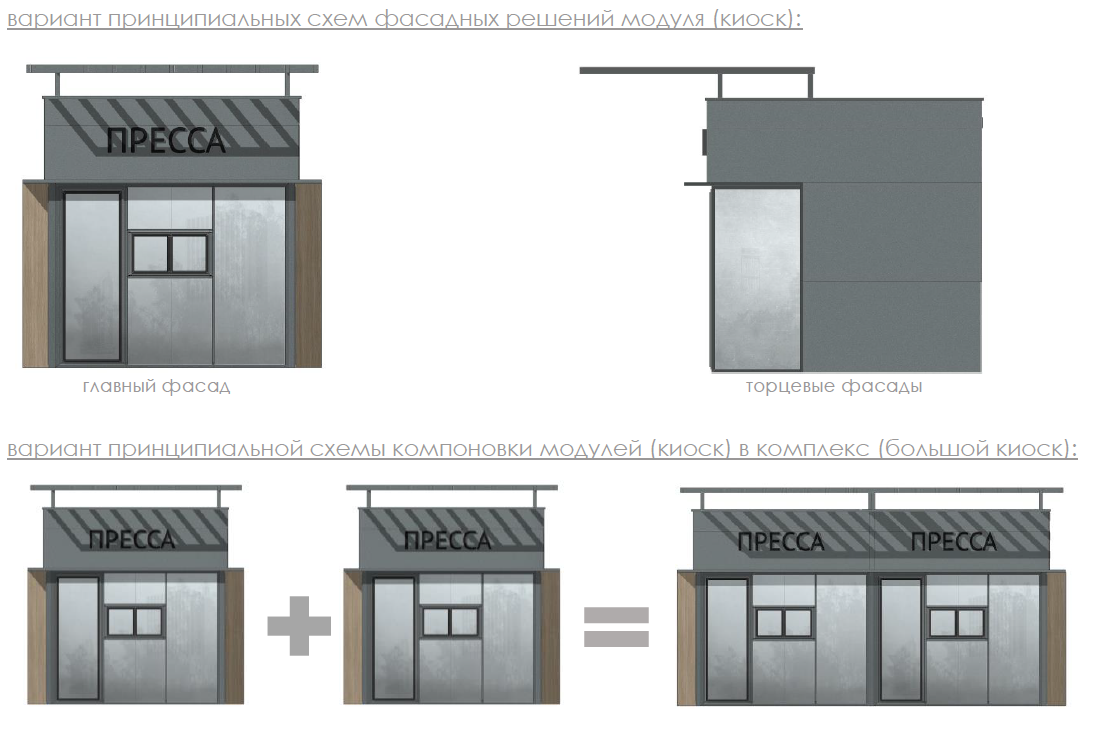 вариант принципиальных схем фасадных решений модуля (киоск):
ПРЕССА
главный фасад
торцевые фасады
вариант принципиальной схемы компоновки модулей (киоск) в комплекс (большой киоск):
ПРЕССА
ПРЕССА
ПРЕССА
ПРЕССА